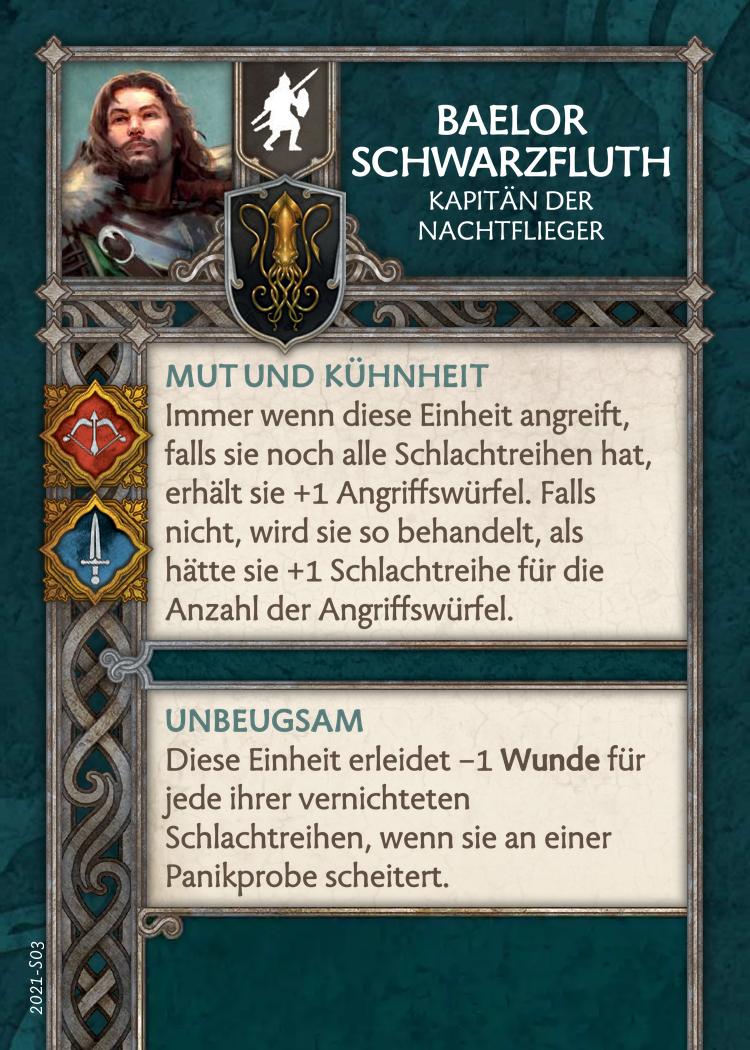 BAELOR
SCHWARZFLUTH
KAPITÄN DER
NACHTFLIEGER
MUT UND KÜHNHEIT
Immer wenn diese Einheit angreift,
falls sie noch alle Schlachtreihen hat,
erhält sie +1 Angriffswürfel. Falls
nicht, wird sie so behandelt, als
hätte sie +1 Schlachtreihe für die
Anzahl der Angriffswürfel.
UNBEUGSAM
Diese Einheit erleidet −1 Wunde für
jede ihrer vernichteten
Schlachtreihen, wenn sie an einer
Panikprobe scheitert.
2021-S03